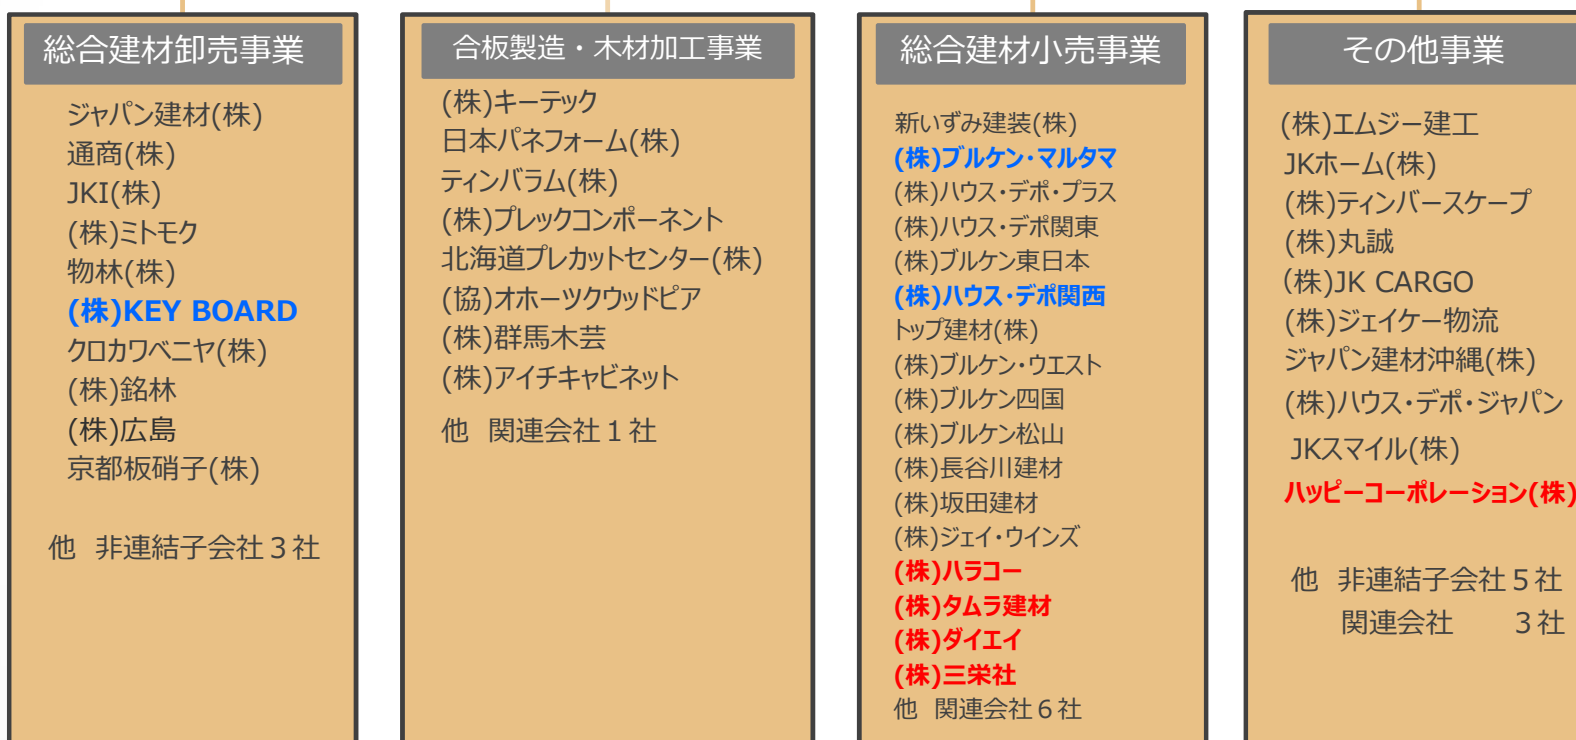 総合建材卸売事業
ジャパン建材(株)
通商(株)
JKI(株)
(株)ミトモク
物林(株)
(株)KEY BOARD
クロカワベニヤ(株)
(株)銘林
(株)広島
京都板硝子(株)
他 非連結子会社３社
合板製造・木材加工事業
(株)キーテック
日本パネフォーム(株)
ティンバラム(株)
(株)プレックコンポーネント
北海道プレカットセンター(株)
(協)オホーツクウッドピア
(株)群馬木芸
(株)アイチキャビネット
他 関連会社１社
総合建材小売事業
新いずみ建装(株)
(株)ブルケン・マルタマ
(株)ハウス・デポ・プラス
(株)ハウス・デポ関東
(株)ブルケン東日本
(株)ハウス・デポ関西
トップ建材(株)
(株)ブルケン・ウエスト
(株)ブルケン四国
(株)ブルケン松山
(株)長谷川建材
(株)坂田建材
(株)ジェイ・ウインズ
(株)ハラコー
(株)タムラ建材
(株)ダイエイ
(株)三栄社
他 関連会社６社
その他事業
(株)エムジー建工
JKホーム(株)
(株)ティンバースケープ
(株)丸誠
(株)JK CARGO
(株)ジェイケー物流
ジャパン建材沖縄(株)
(株)ハウス・デポ・ジャパン
JKスマイル(株)
ハッピーコーポレーション(株)
他 非連結子会社５社
関連会社 ３社